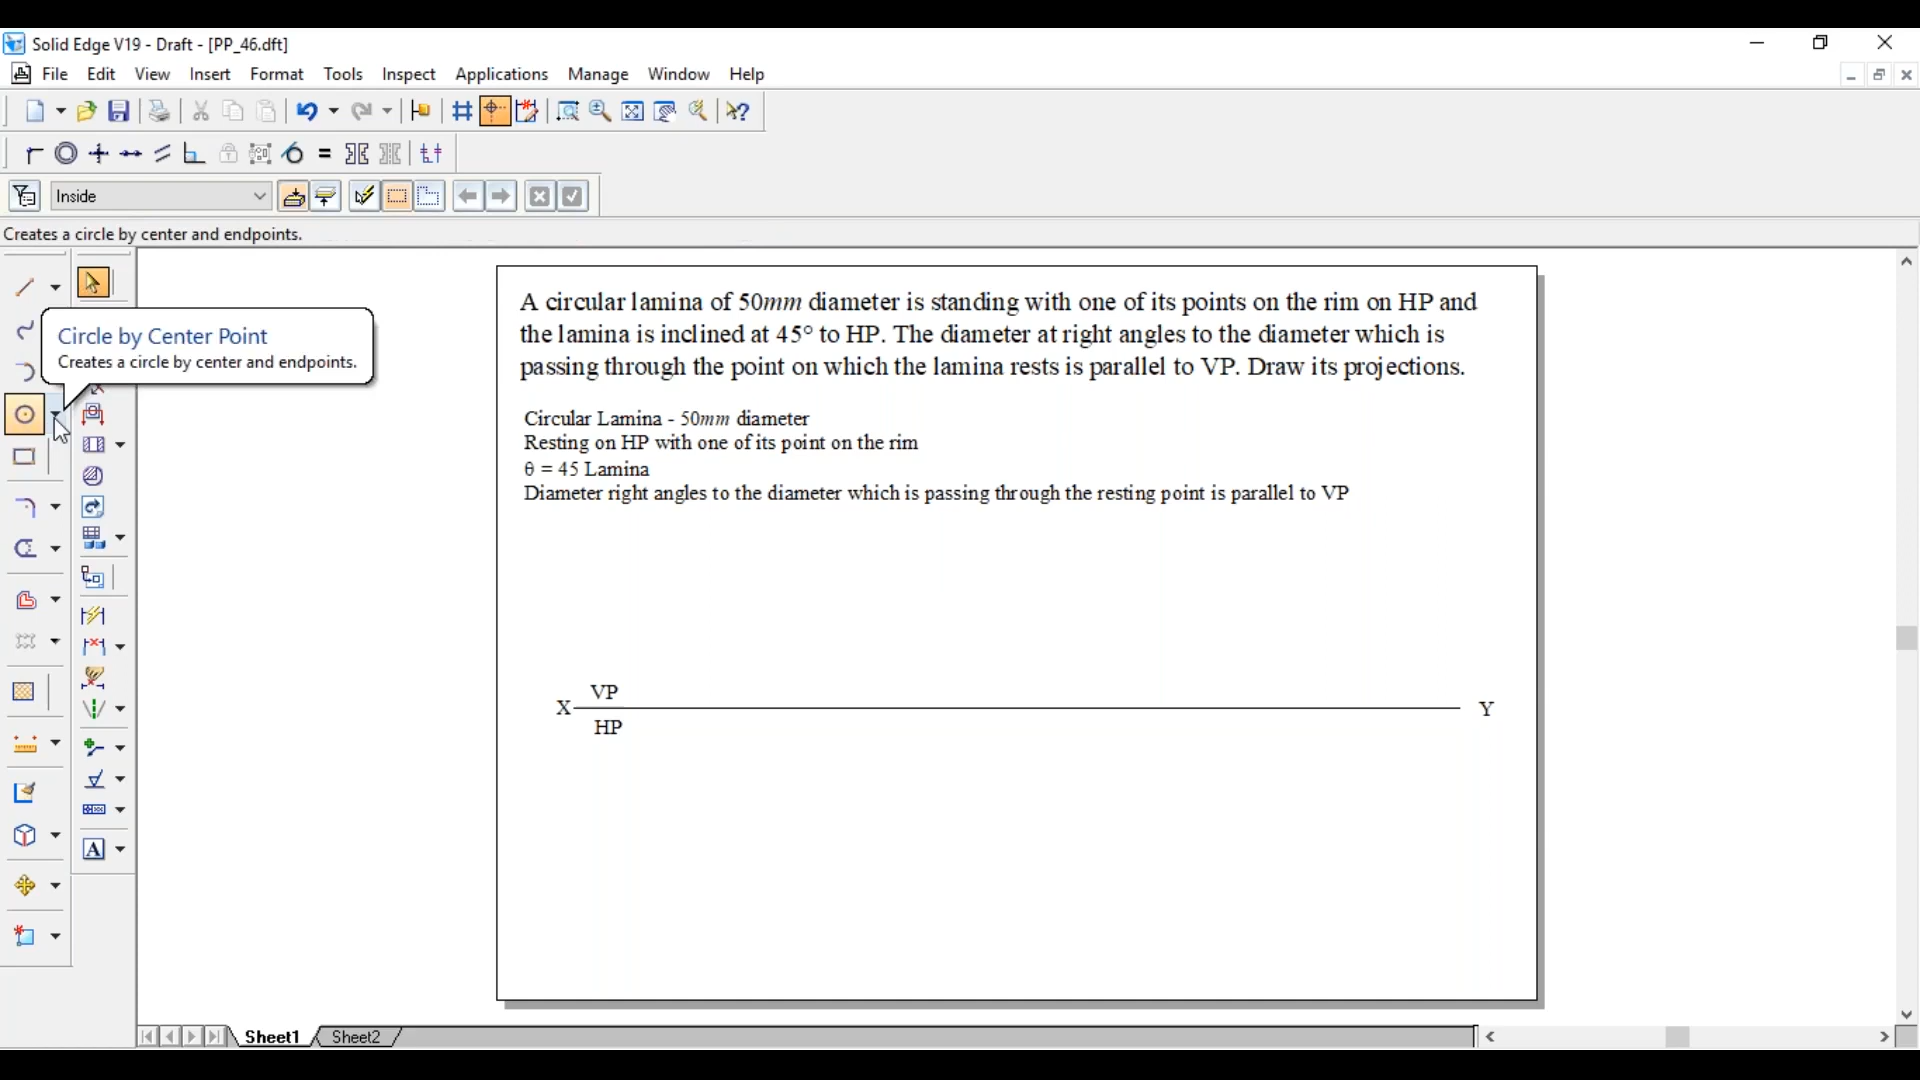 Solid Edge V19 - Draft - [PP_46.dft]
File Edit View Insert Format Tools Inspect Applications Manage Window Help
Inside
Creates a circle by center and endpoints.
Circle by Center Point
Creates a circle by center and endpoints.
A circular lamina of 50mm diameter is standing with one of its points on the rim on HP and
the lamina is inclined at 45° to HP. The diameter at right angles to the diameter which is
passing through the point on which the lamina rests is parallel to VP. Draw its projections.
Circular Lamina - 50mm diameter
Resting on HP with one of its point on the rim
θ = 45 Lamina
Diameter right angles to the diameter which is passing through the resting point is parallel to VP
VP
X Y
HP
A
Sheet1 Sheet2